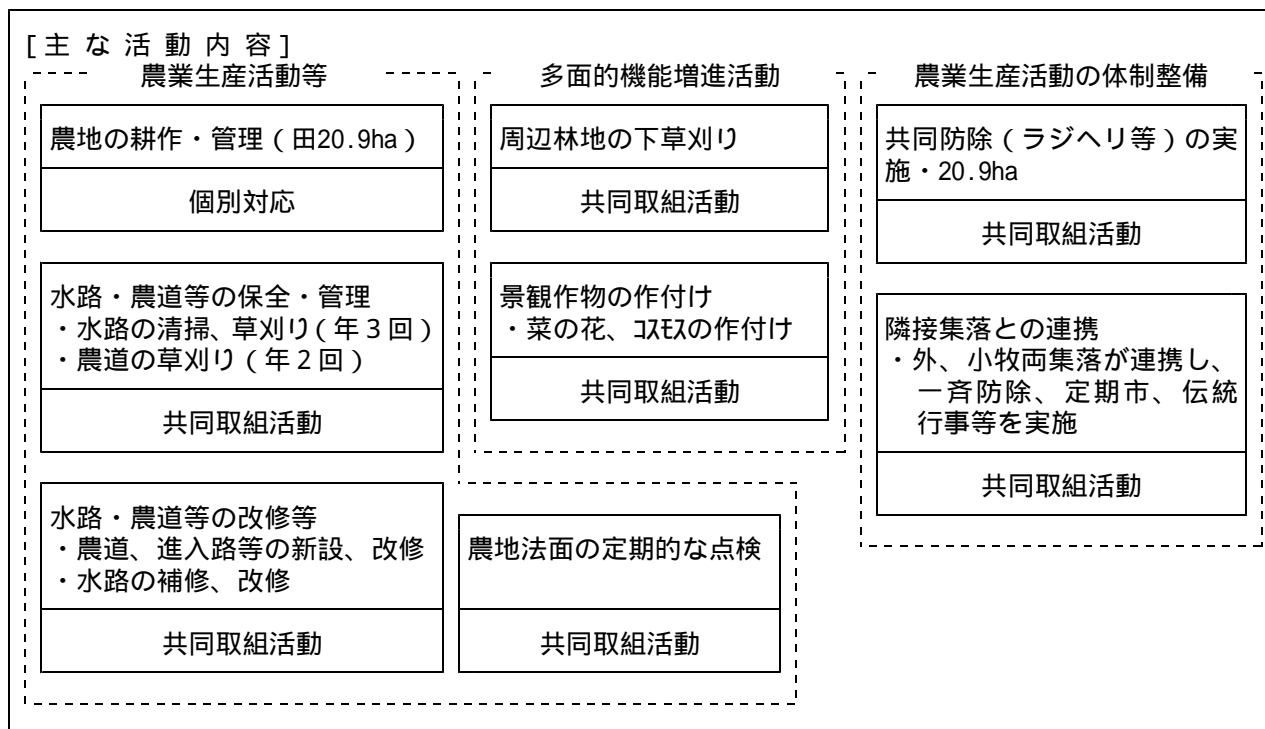 [主な活動内容]
農業生産活動等
農地の耕作・管理（田20.9ha）
個別対応
水路・農道等の保全・管理
・水路の清掃、草刈り（年３回）
・農道の草刈り（年２回）
共同取組活動
水路・農道等の改修等
・農道、進入路等の新設、改修
・水路の補修、改修
共同取組活動
農地法面の定期的な点検
共同取組活動
多面的機能増進活動
周辺林地の下草刈り
共同取組活動
景観作物の作付け
・菜の花、ｺｽﾓｽの作付け
共同取組活動
農業生産活動の体制整備
共同防除（ラジヘリ等）の実
施・20.9ha
共同取組活動
隣接集落との連携
・外、小牧両集落が連携し、
一斉防除、定期市、伝統
行事等を実施
共同取組活動